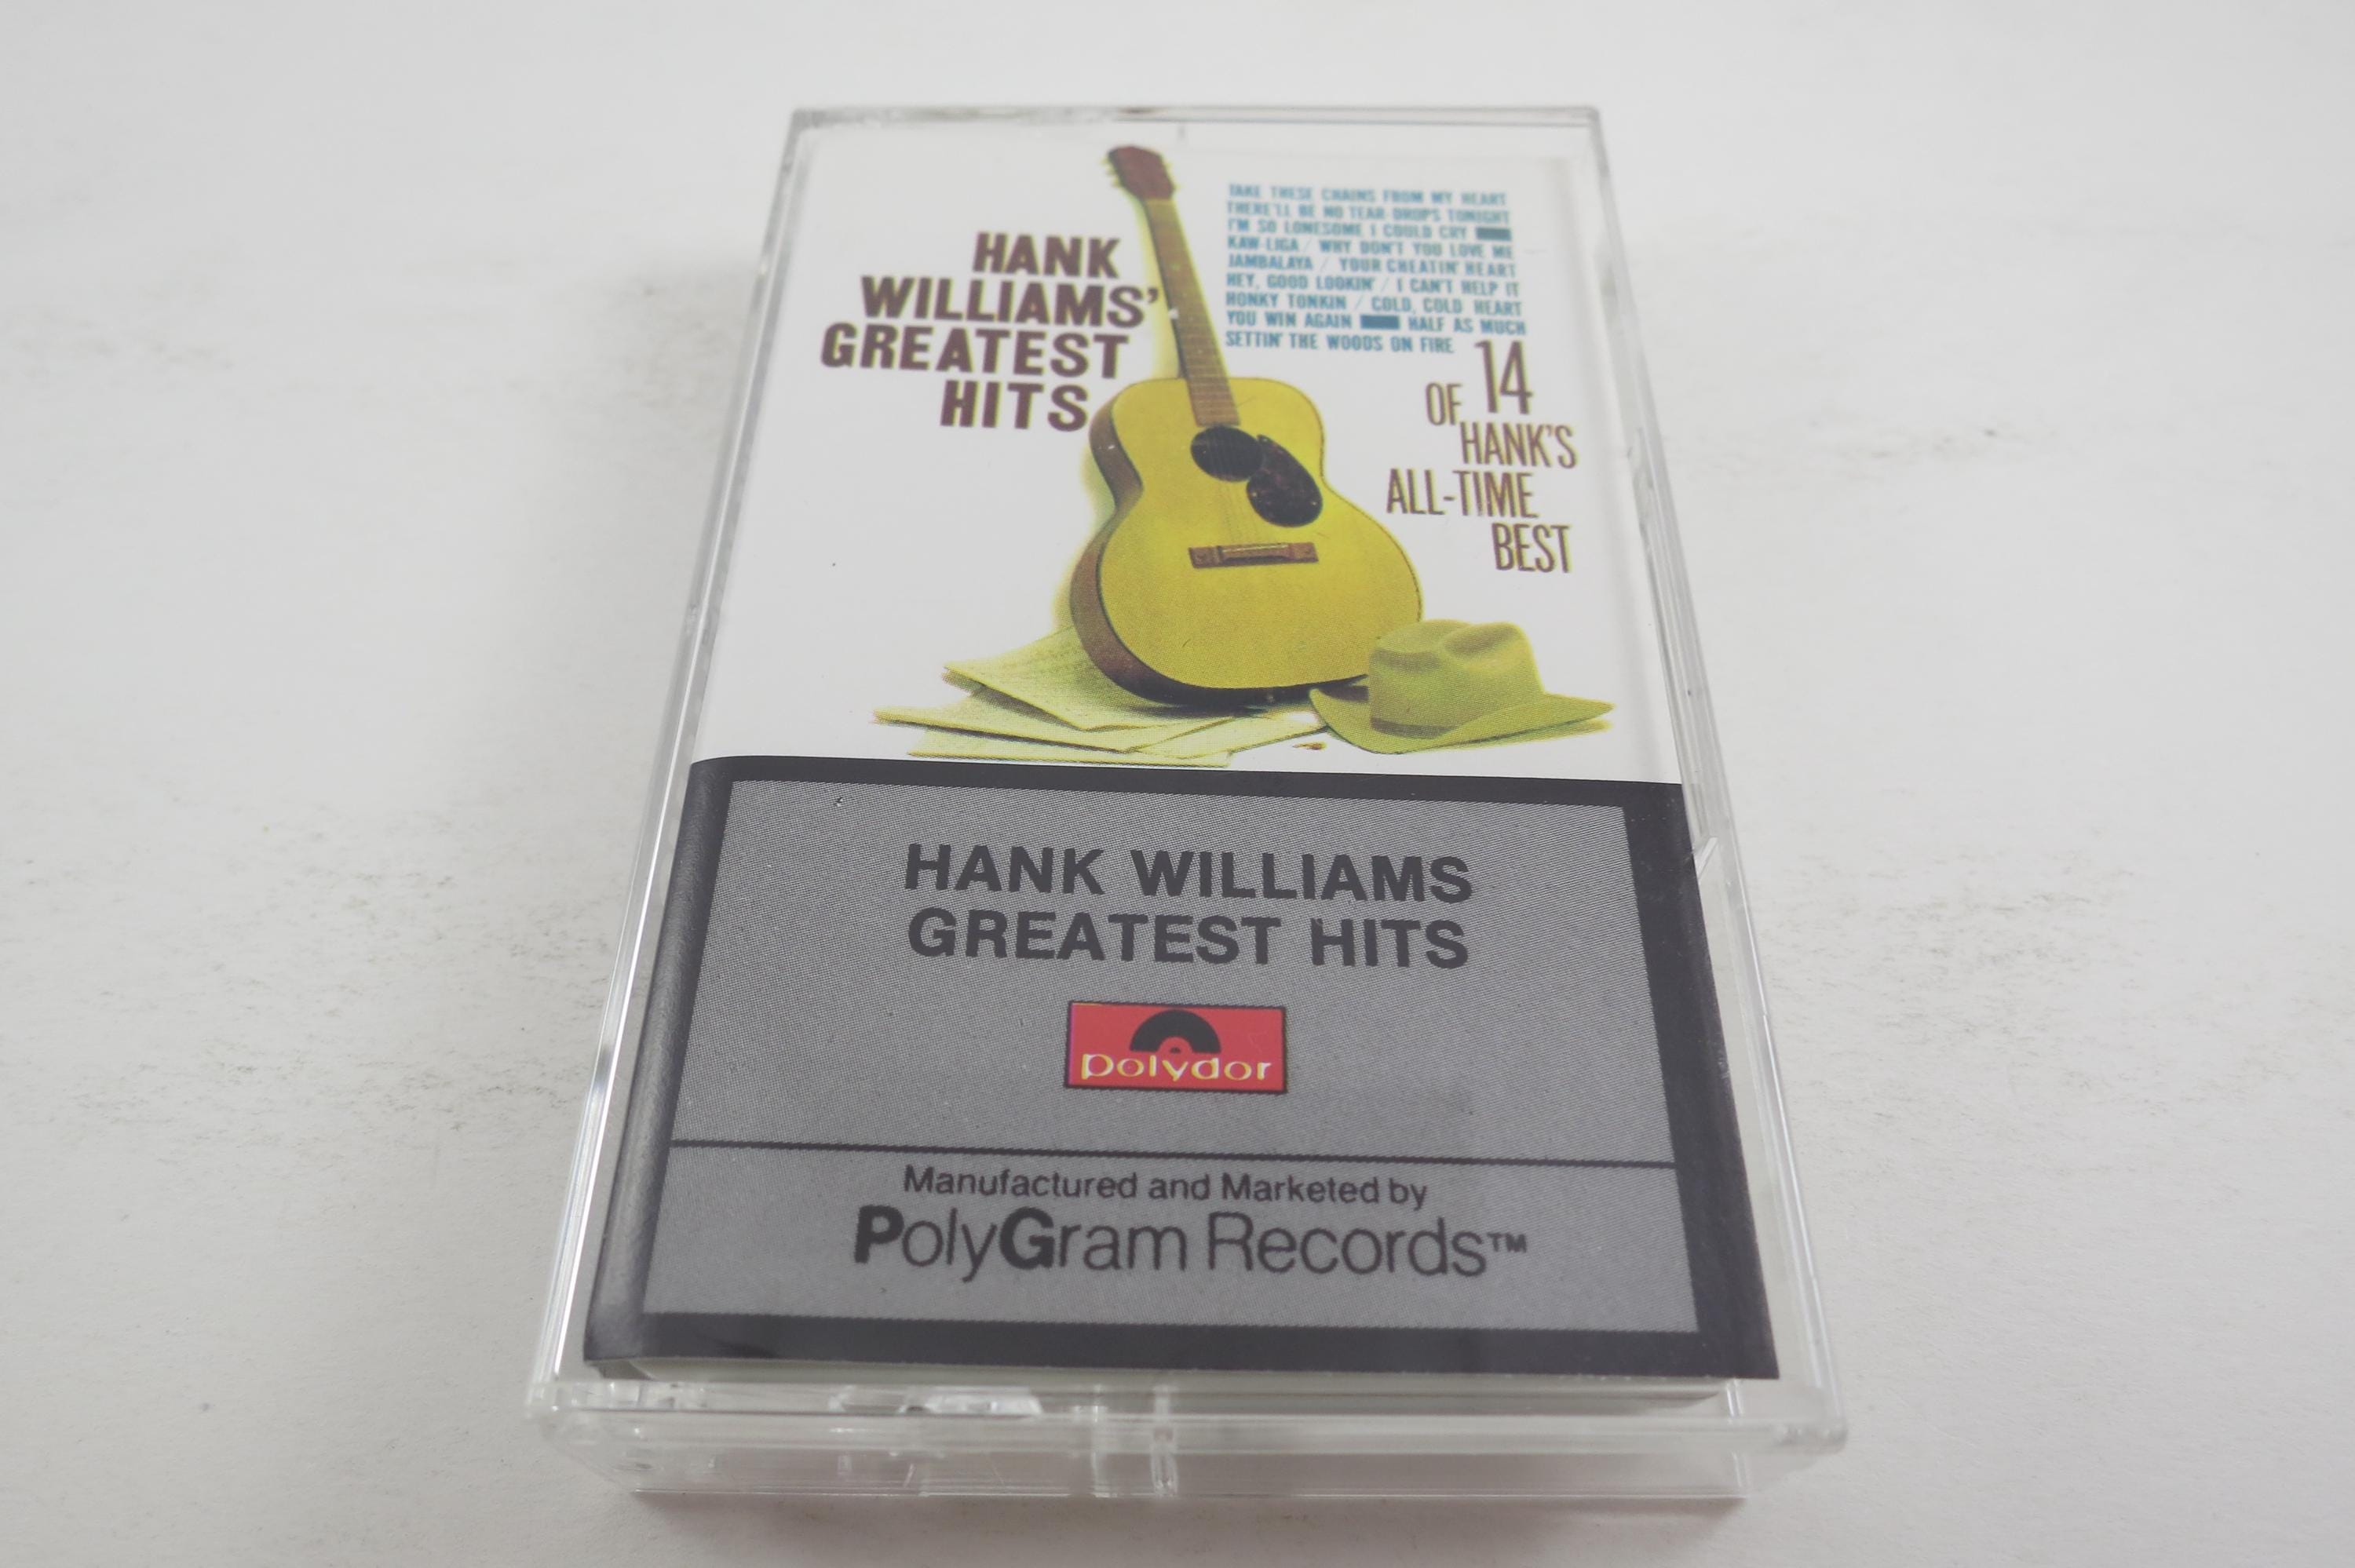 HANK
WILLIAMS'
GREATEST
HITS
TAKE THESE CHAINS FROM MY HEART
THERE'LL BE NO TEAR-DROPS TONIGHT
I'M SO LONESOME I COULD CRY
KAW-LIGA / WHY DON'T YOU LOVE ME
JAMBALAYA / YOUR CHEATIN' HEART
HEY, GOOD LOOKIN' / I CAN'T HELP IT
HONKY TONKIN / COLD, COLD HEART
YOU WIN AGAIN HALF AS MUCH
SETTIN' THE WOODS ON FIRE
14
OF
HANK'S
ALL-TIME
BEST
HANK WILLIAMS
GREATEST HITS
polydor
Manufactured and Marketed by
PolyGram Records™